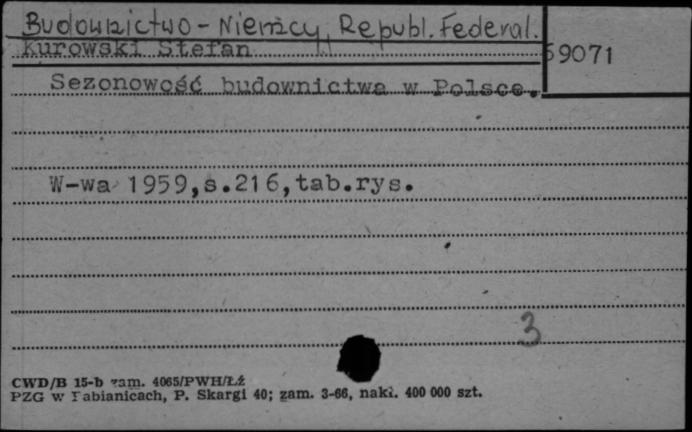 Budownictwo - Niemcy, Republ. Federal.
Kurowski Stefan
59071
Sezonowość budownictwa w Polsce.
W-wa 1959,s.216,tab.rys.
3
CWD/B 15-b zam. 4065/PWH/Łź
PZG w Pabianicach, P. Skargi 40; zam. 3-66, nakł. 400 000 szt.